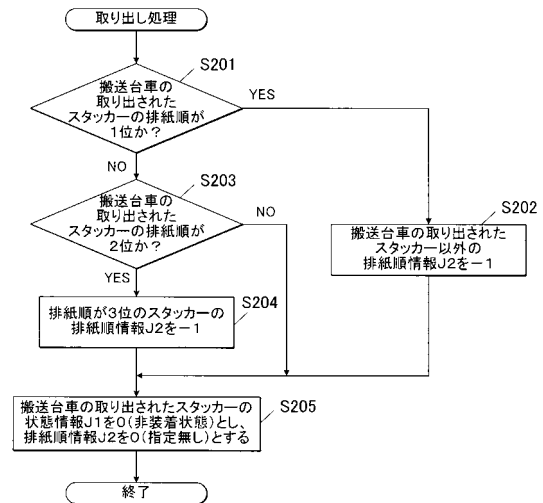 取り出し処理
S201
搬送台車の
取り出された
スタッカーの排紙順が
1位か？
YES
NO
S203
搬送台車の
取り出された
スタッカーの排紙順が
2位か？
NO
YES
S202
搬送台車の取り出された
スタッカー以外の
排紙順情報J2を－1
S204
排紙順が3位のスタッカーの
排紙順情報J2を－1
S205
搬送台車の取り出されたスタッカーの
状態情報J1を0(非装着状態)とし、
排紙順情報J2を0(指定無し)とする
終了